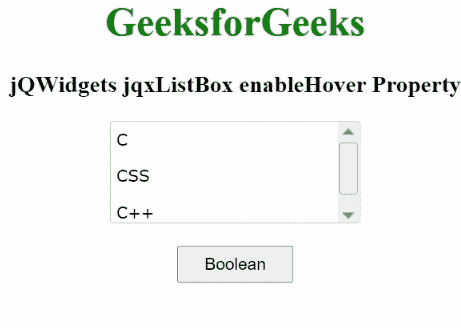 GeeksforGeeks
jQWidgets jqxListBox enableHover Property
C
CSS
C++
Boolean